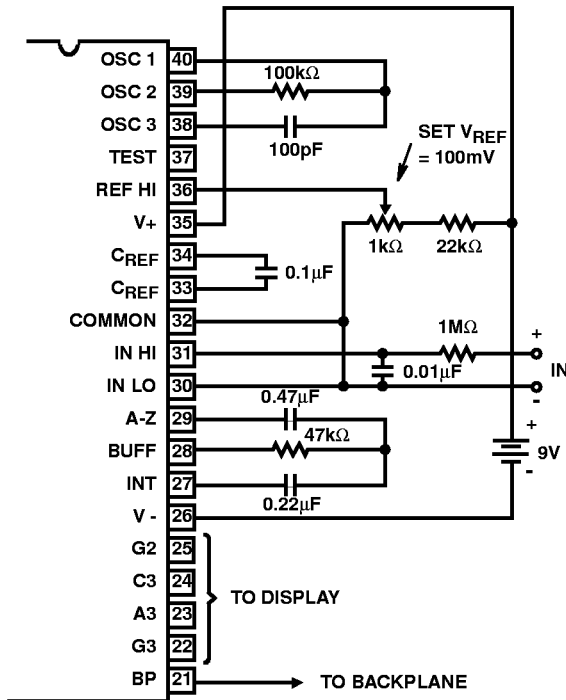 OSC 1 40
100kΩ
OSC 2 39
OSC 3 38
100pF
SET VREF
= 100mV
TEST 37
REF HI 36
V+ 35
1kΩ 22kΩ
CREF 34
0.1µF
CREF 33
COMMON 32
1MΩ
+
IN HI 31
0.01µF
IN
IN LO 30
-
0.47µF
A-Z 29
47kΩ
+
BUFF 28
9V
-
INT 27
0.22µF
V - 26
G2 25
C3 24
TO DISPLAY
A3 23
G3 22
BP 21
TO BACKPLANE